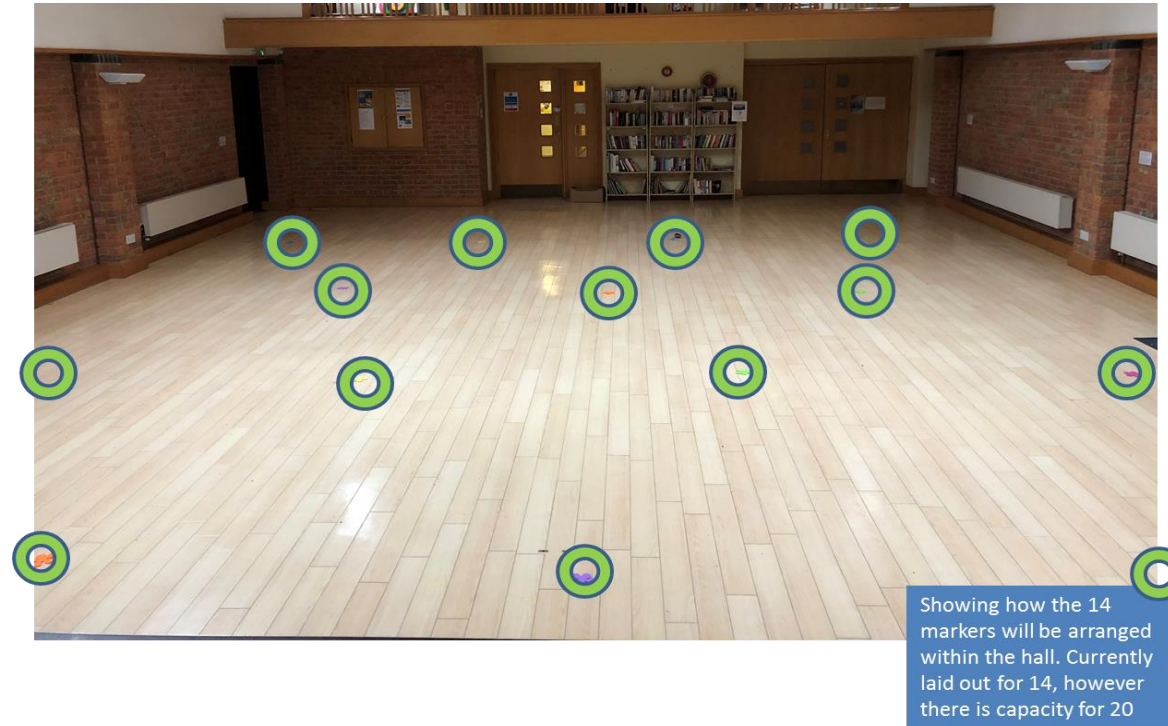 Showing how the 14
markers will be arranged
within the hall. Currently
laid out for 14, however
there is capacity for 20